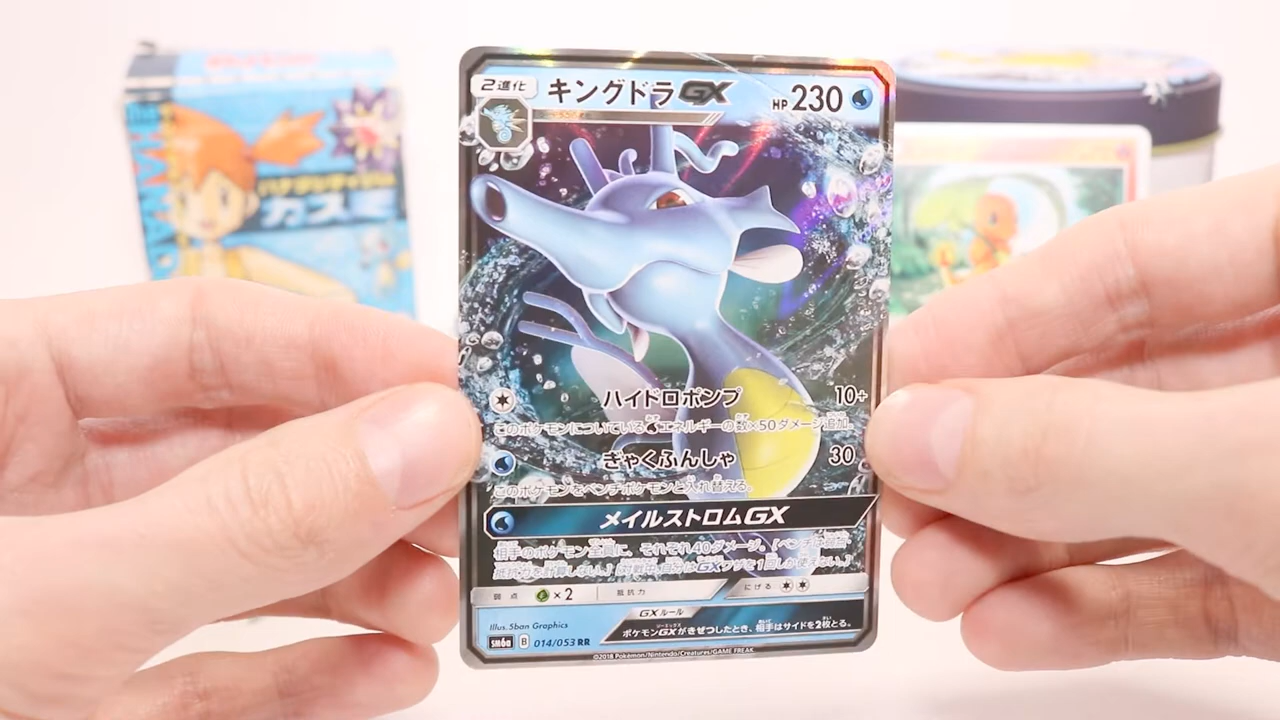 2進化 キングドラGX HP 230
ハイドロポンプ 10+
このポケモンについているエネルギーの数×50ダメージ追加。
ぎゃくふんしゃ 30
このポケモンをベンチポケモンと入れ替える。
メイルストロムGX
相手のポケモン全員に、それぞれ40ダメージ。
弱点 ×2 抵抗力 にげる
GXルール
ポケモンGXがきぜつしたとき、相手はサイドを2枚とる。
Illus. 5ban Graphics
SM6a B 014/053 RR
©2018 Pokémon/Nintendo/Creatures/GAME FREAK.
カスミ